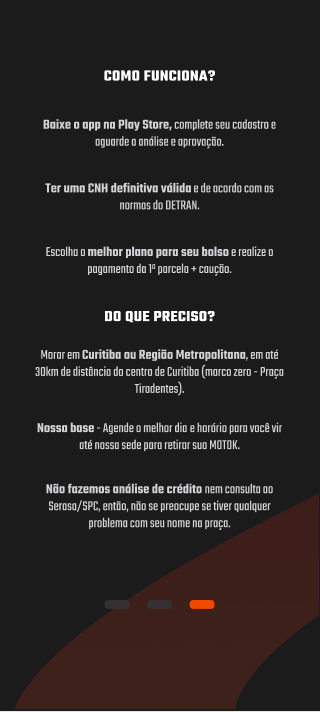 COMO FUNCIONA?
Baixe o app na Play Store, complete seu cadastro e
aguarde a análise e aprovação.
Ter uma CNH definitiva válida e de acordo com as
normas do DETRAN.
Escolha o melhor plano para seu bolso e realize o
pagamento da 1ª parcela + caução.
DO QUE PRECISO?
Morar em Curitiba ou Região Metropolitana, em até
30km de distância do centro de Curitiba (marco zero - Praça
Tiradentes).
Nossa base - Agende o melhor dia e horário para você vir
até nossa sede para retirar sua MOTOK.
Não fazemos análise de crédito nem consulta ao
Serasa/SPC, então, não se preocupe se tiver qualquer
problema com seu nome na praça.